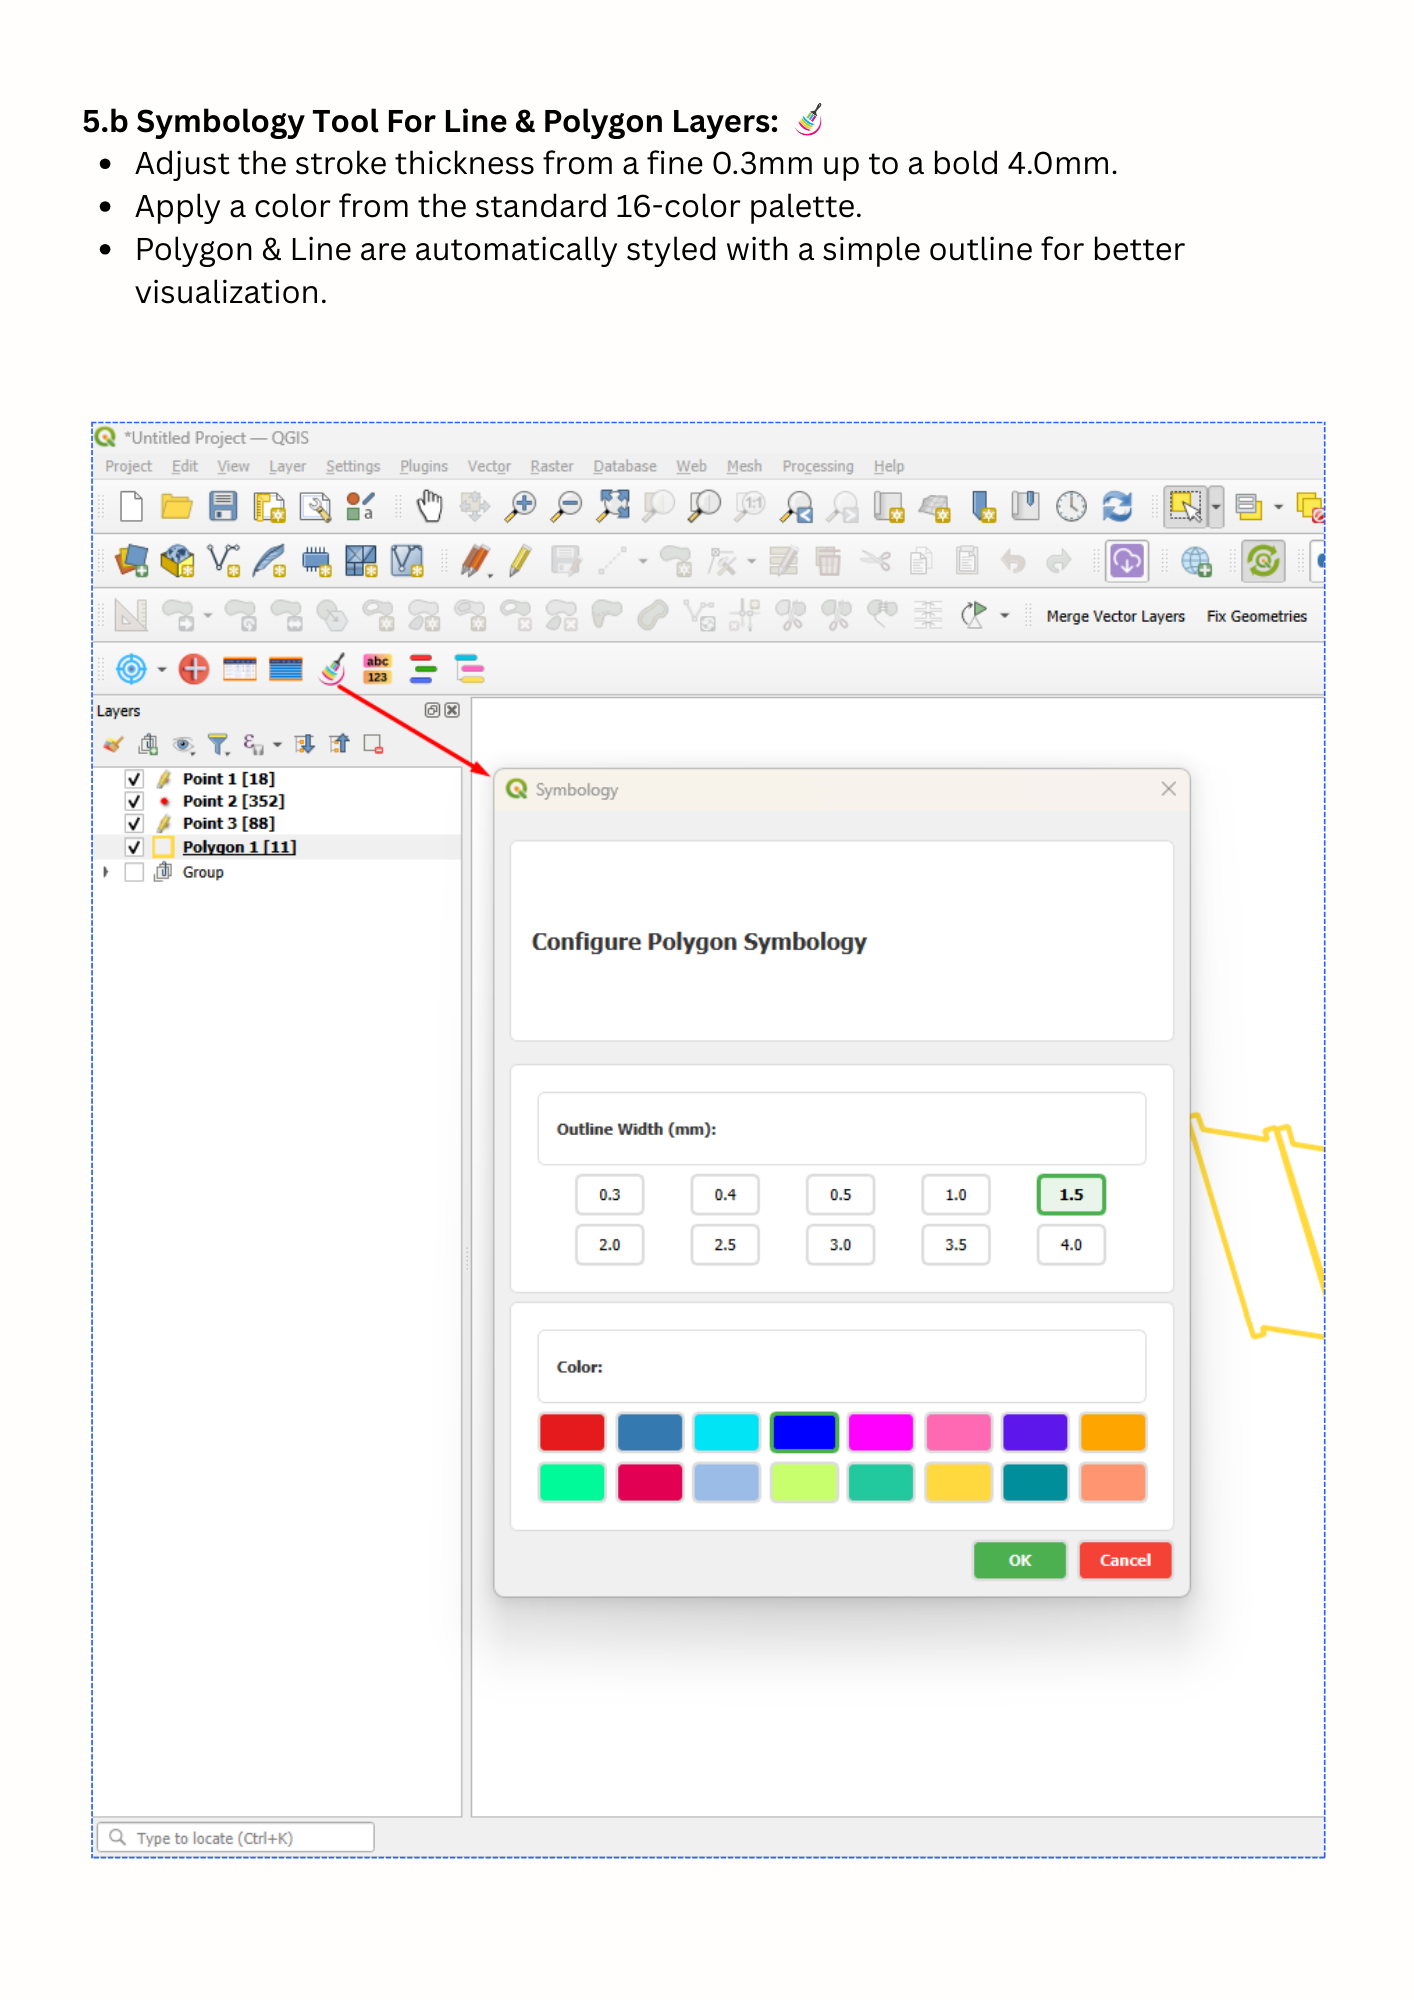 5.b Symbology Tool For Line & Polygon Layers:
• Adjust the stroke thickness from a fine 0.3mm up to a bold 4.0mm.
• Apply a color from the standard 16-color palette.
• Polygon & Line are automatically styled with a simple outline for better
visualization.
*Untitled Project — QGIS
Project Edit View Layer Settings Plugins Vector Raster Database Web Mesh Processing Help
a 1:1
Merge Vector Layers Fix Geometries
abc
123
Layers
ε
Point 1 [18]
Point 2 [352]
Point 3 [88]
Polygon 1 [11]
Group
Symbology
Configure Polygon Symbology
Outline Width (mm):
0.3 0.4 0.5 1.0 1.5
2.0 2.5 3.0 3.5 4.0
Color:
OK Cancel
Type to locate (Ctrl+K)